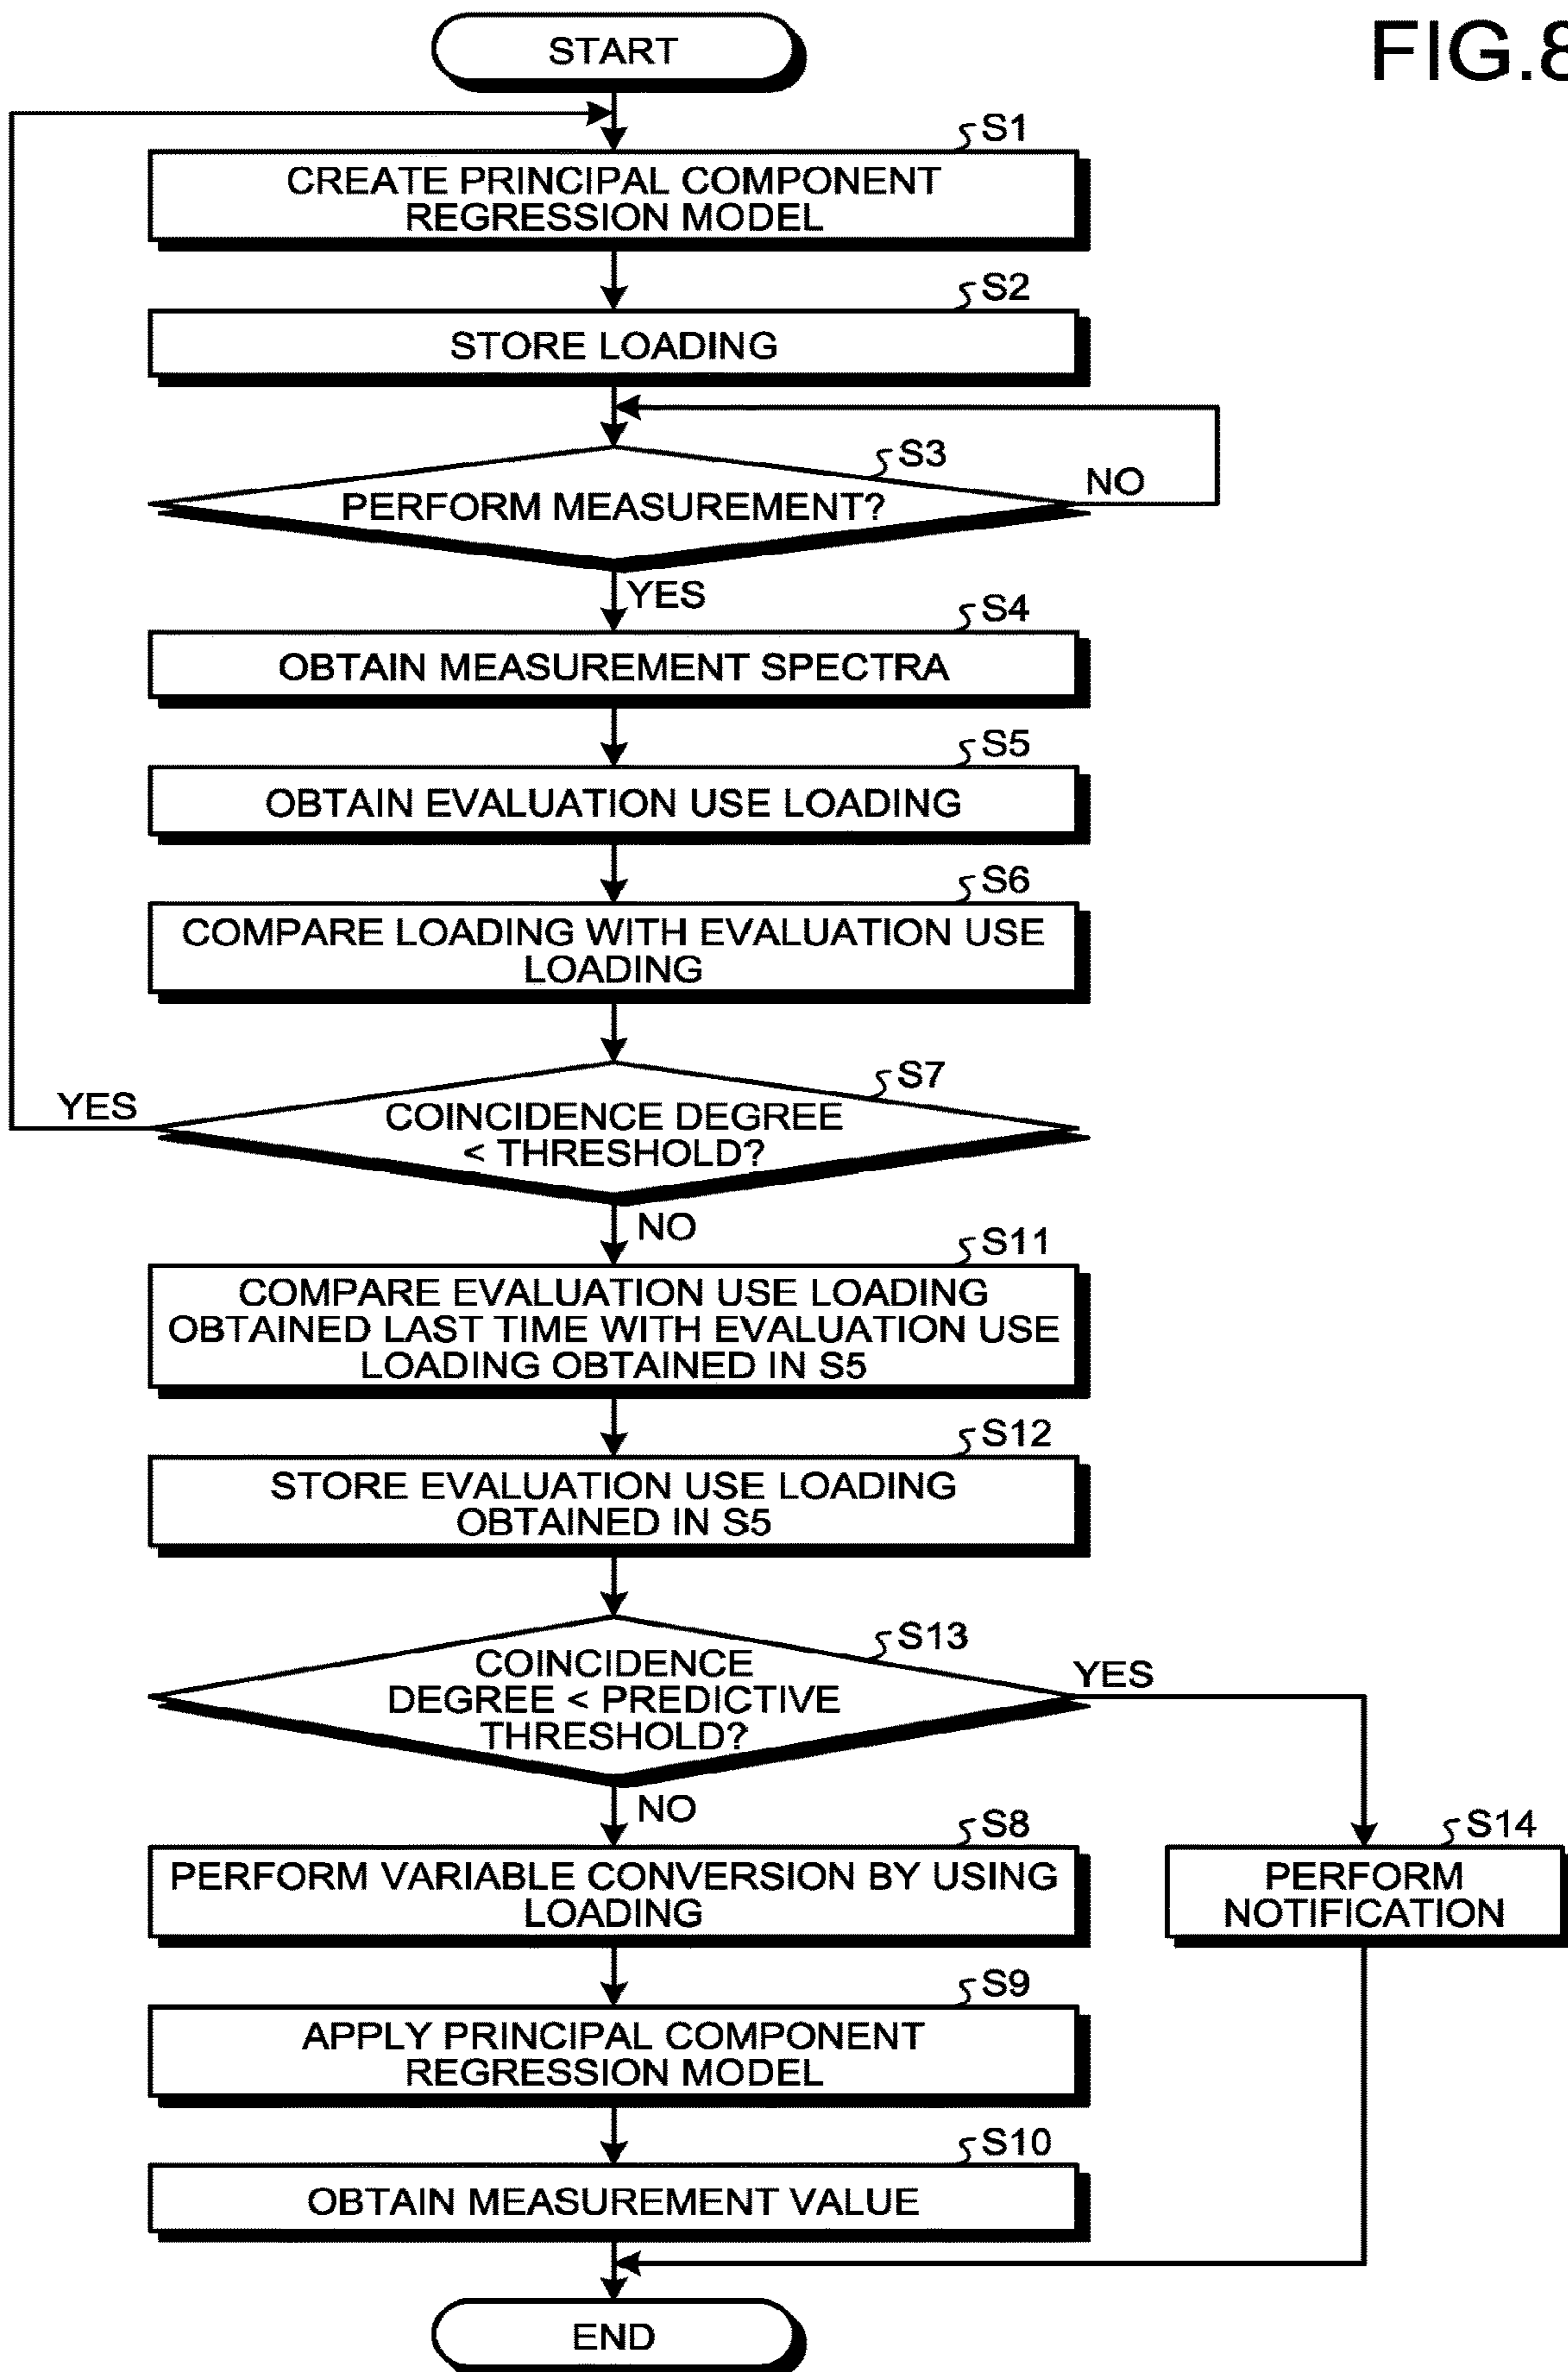 FIG.8
START
S1
CREATE PRINCIPAL COMPONENT
REGRESSION MODEL
S2
STORE LOADING
S3
PERFORM MEASUREMENT?
NO
YES
S4
OBTAIN MEASUREMENT SPECTRA
S5
OBTAIN EVALUATION USE LOADING
S6
COMPARE LOADING WITH EVALUATION USE
LOADING
S7
YES
COINCIDENCE DEGREE
< THRESHOLD?
NO
S11
COMPARE EVALUATION USE LOADING
OBTAINED LAST TIME WITH EVALUATION USE
LOADING OBTAINED IN S5
S12
STORE EVALUATION USE LOADING
OBTAINED IN S5
S13
COINCIDENCE
DEGREE < PREDICTIVE
THRESHOLD?
YES
NO
S8
PERFORM VARIABLE CONVERSION BY USING
LOADING
S14
PERFORM
NOTIFICATION
S9
APPLY PRINCIPAL COMPONENT
REGRESSION MODEL
S10
OBTAIN MEASUREMENT VALUE
END